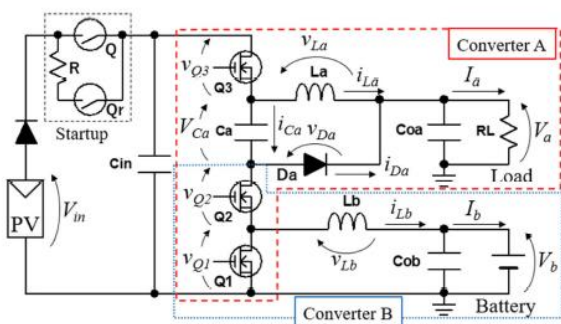 Q
R
Qr
Startup
PV
V_in
Cin
Converter A
v_Q3
Q3
v_La
La
i_La
I_a
V_Ca
Ca
i_Ca
v_Da
Da
i_Da
Coa
RL
V_a
Load
v_Q2
Q2
Lb
i_Lb
I_b
v_Lb
v_Q1
Q1
Cob
V_b
Battery
Converter B